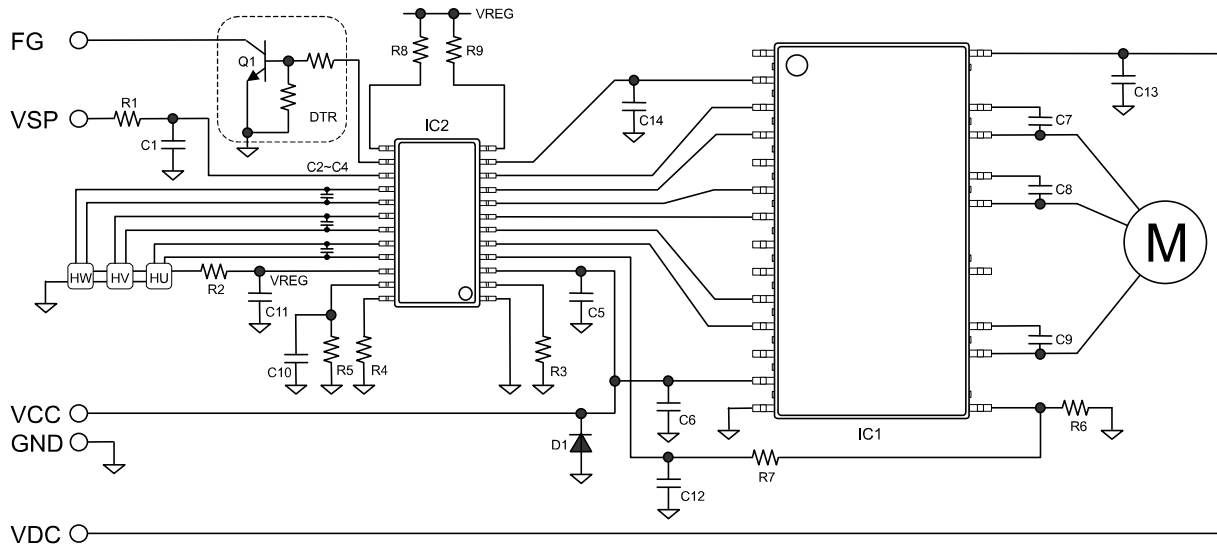 VREG
FG
R8
R9
Q1
R1
VSP
DTR
IC2
C14
C13
C7
C1
C2~C4
C8
M
HW
HV
HU
VREG
R2
C11
C5
C9
C10
R5
R4
R3
VCC
C6
R6
GND
D1
IC1
R7
C12
VDC